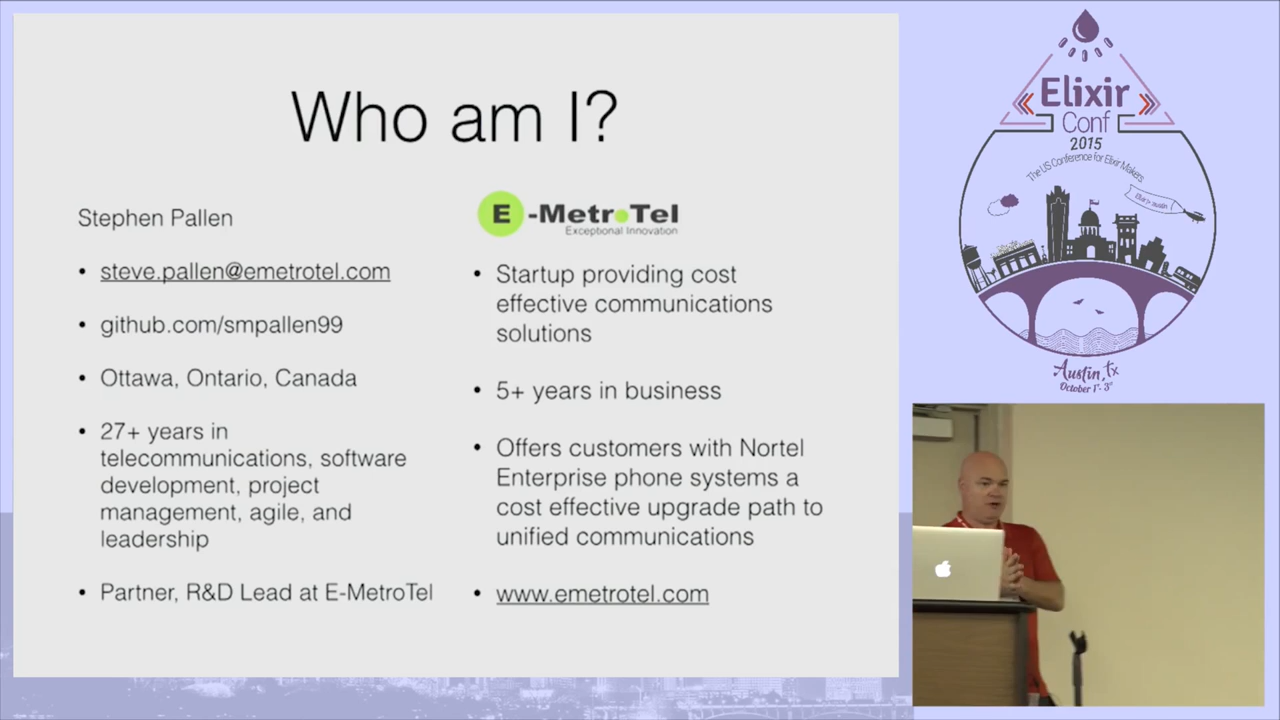 Who am I?
Stephen Pallen
• steve.pallen@emetrotel.com
• github.com/smpallen99
• Ottawa, Ontario, Canada
• 27+ years in
telecommunications, software
development, project
management, agile, and
leadership
• Partner, R&D Lead at E-MetroTel
E-MetroTel
Exceptional Innovation
• Startup providing cost
effective communications
solutions
• 5+ years in business
• Offers customers with Nortel
Enterprise phone systems a
cost effective upgrade path to
unified communications
• www.emetrotel.com
Elixir
Conf
2015
The US Conference for Elixir Makers
Austin, TX
October 1st - 3rd